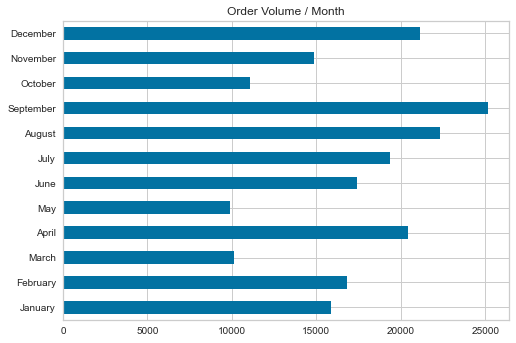 Order Volume / Month
December
November
October
September
August
July
June
May
April
March
February
January
0 5000 10000 15000 20000 25000